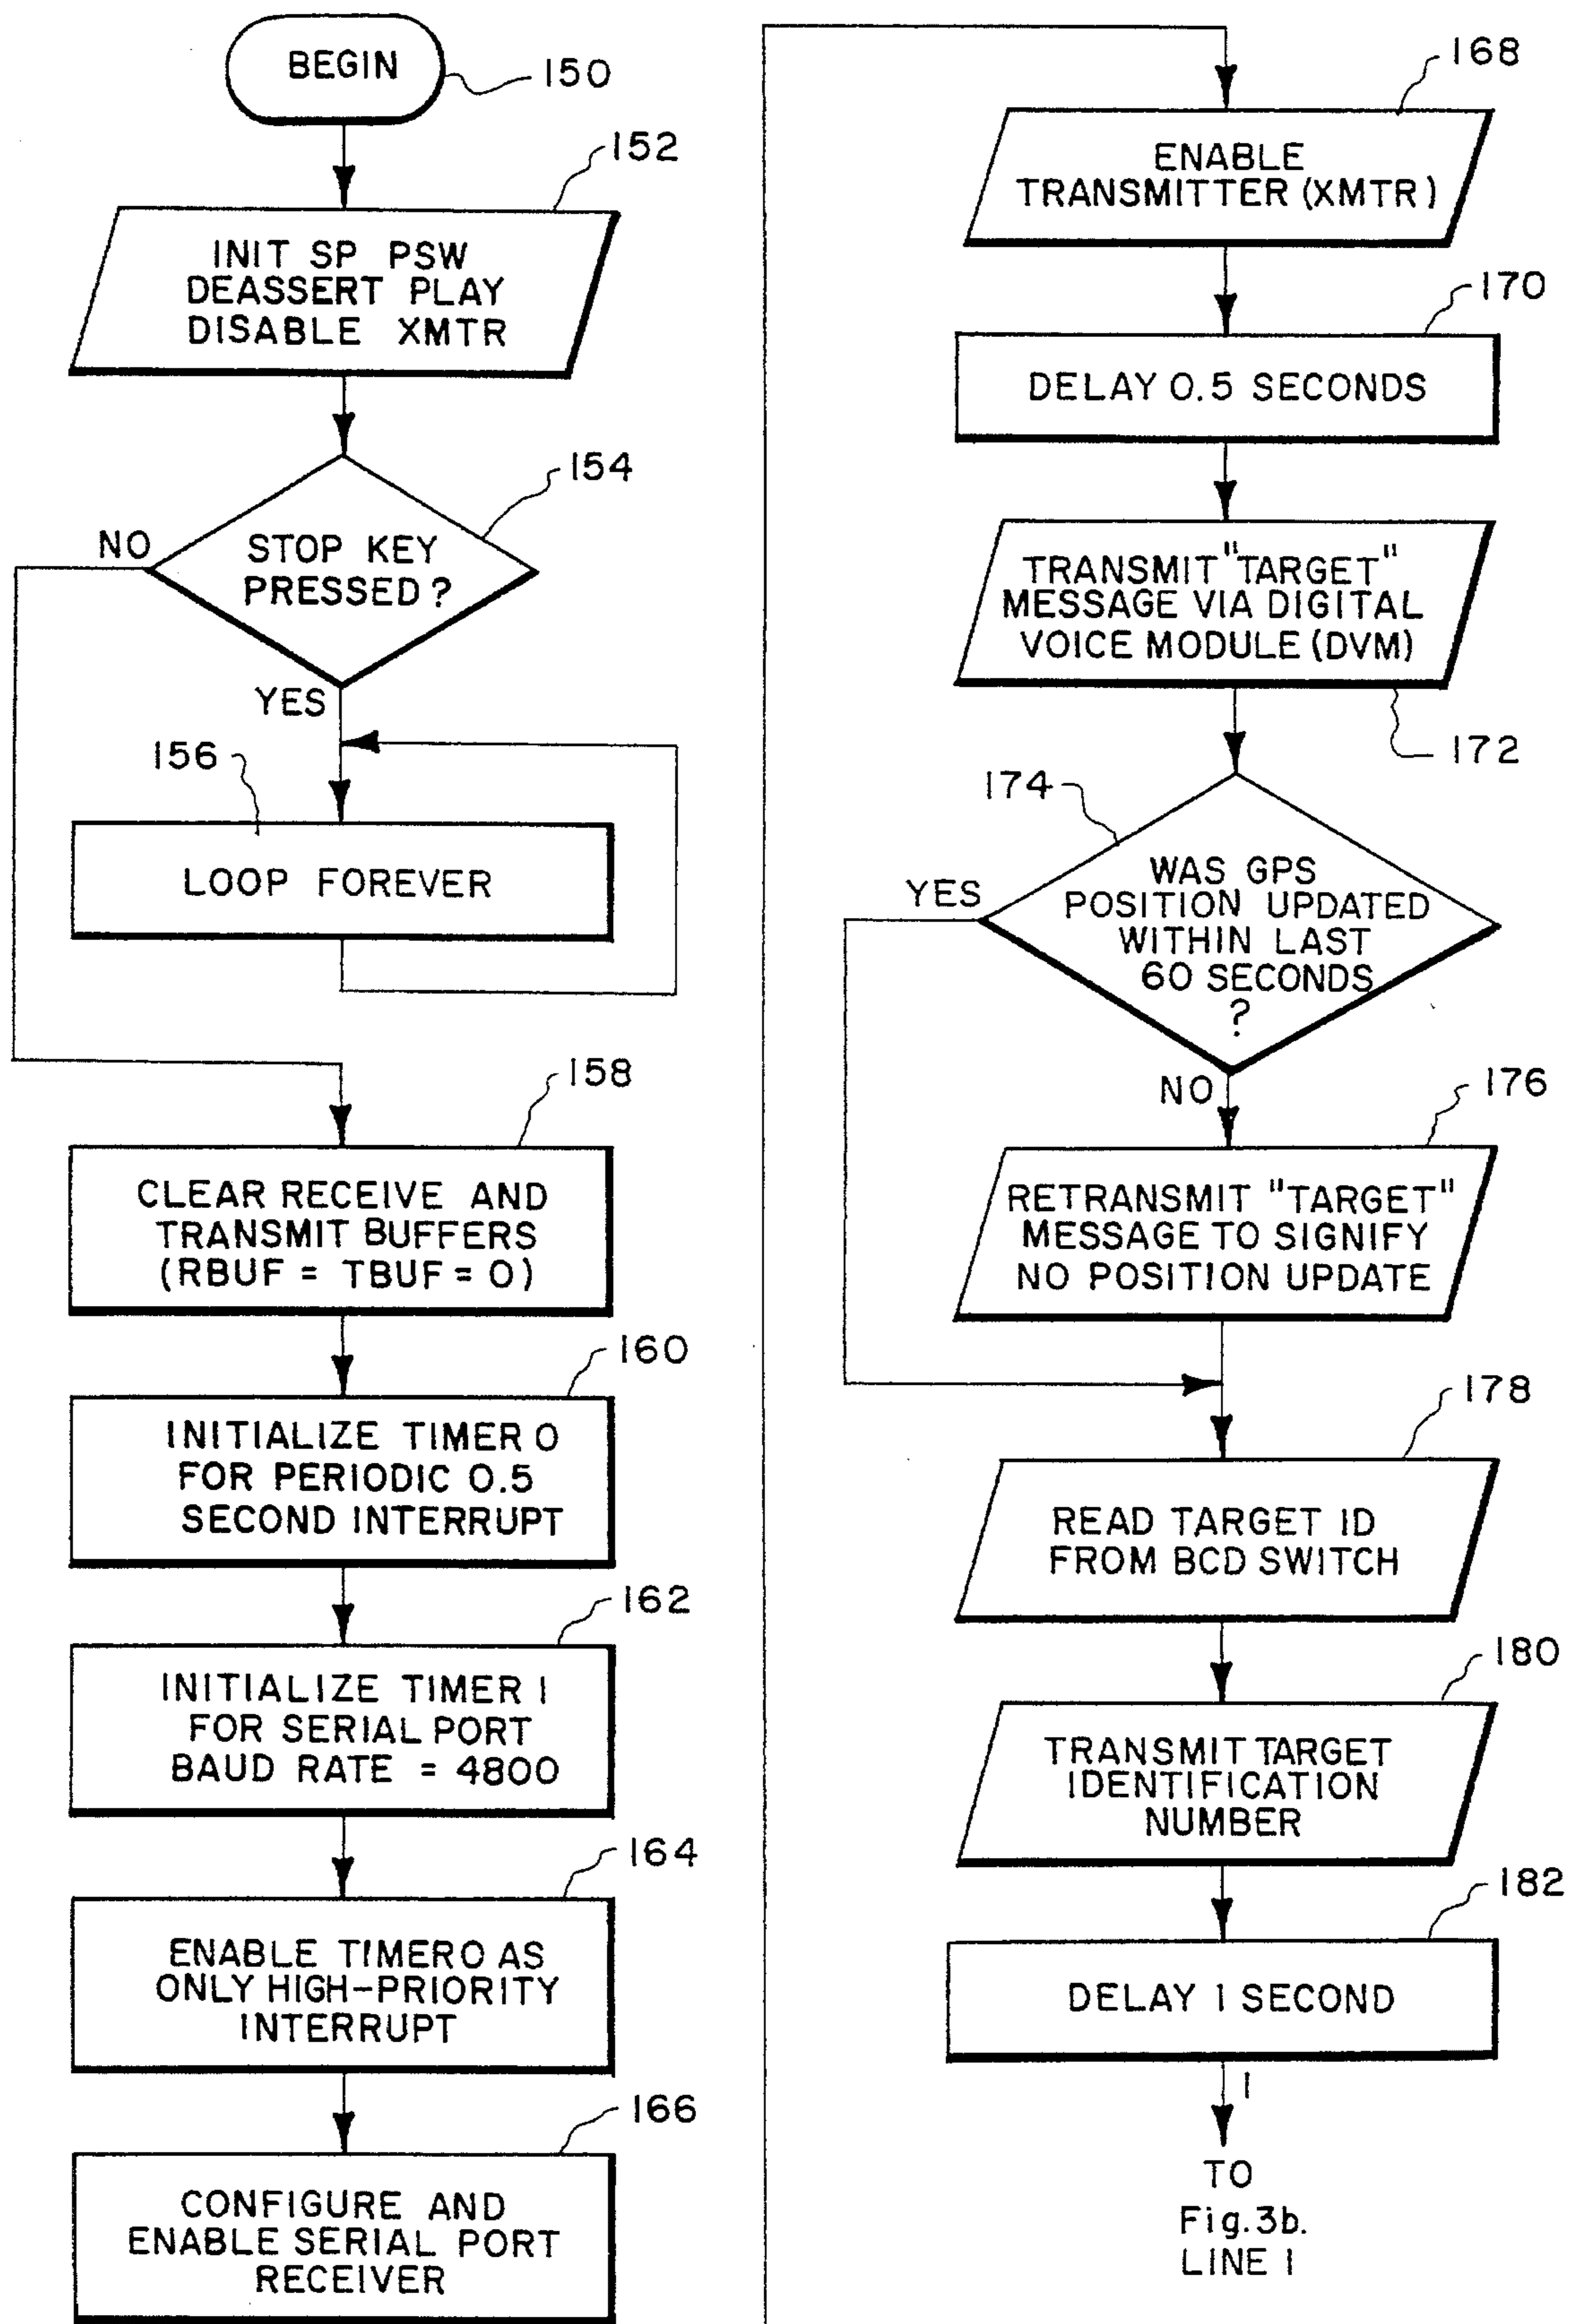 BEGIN
150
152
INIT SP PSW
DEASSERT PLAY
DISABLE XMTR
154
NO
STOP KEY
PRESSED?
YES
156
LOOP FOREVER
158
CLEAR RECEIVE AND
TRANSMIT BUFFERS
(RBUF = TBUF = 0)
160
INITIALIZE TIMER 0
FOR PERIODIC 0.5
SECOND INTERRUPT
162
INITIALIZE TIMER 1
FOR SERIAL PORT
BAUD RATE = 4800
164
ENABLE TIMER0 AS
ONLY HIGH-PRIORITY
INTERRUPT
166
CONFIGURE AND
ENABLE SERIAL PORT
RECEIVER
168
ENABLE
TRANSMITTER (XMTR)
170
DELAY 0.5 SECONDS
TRANSMIT "TARGET"
MESSAGE VIA DIGITAL
VOICE MODULE (DVM)
172
174
YES
WAS GPS
POSITION UPDATED
WITHIN LAST
60 SECONDS
?
NO
176
RETRANSMIT "TARGET"
MESSAGE TO SIGNIFY
NO POSITION UPDATE
178
READ TARGET ID
FROM BCD SWITCH
180
TRANSMIT TARGET
IDENTIFICATION
NUMBER
182
DELAY 1 SECOND
1
TO
Fig.3b.
LINE 1